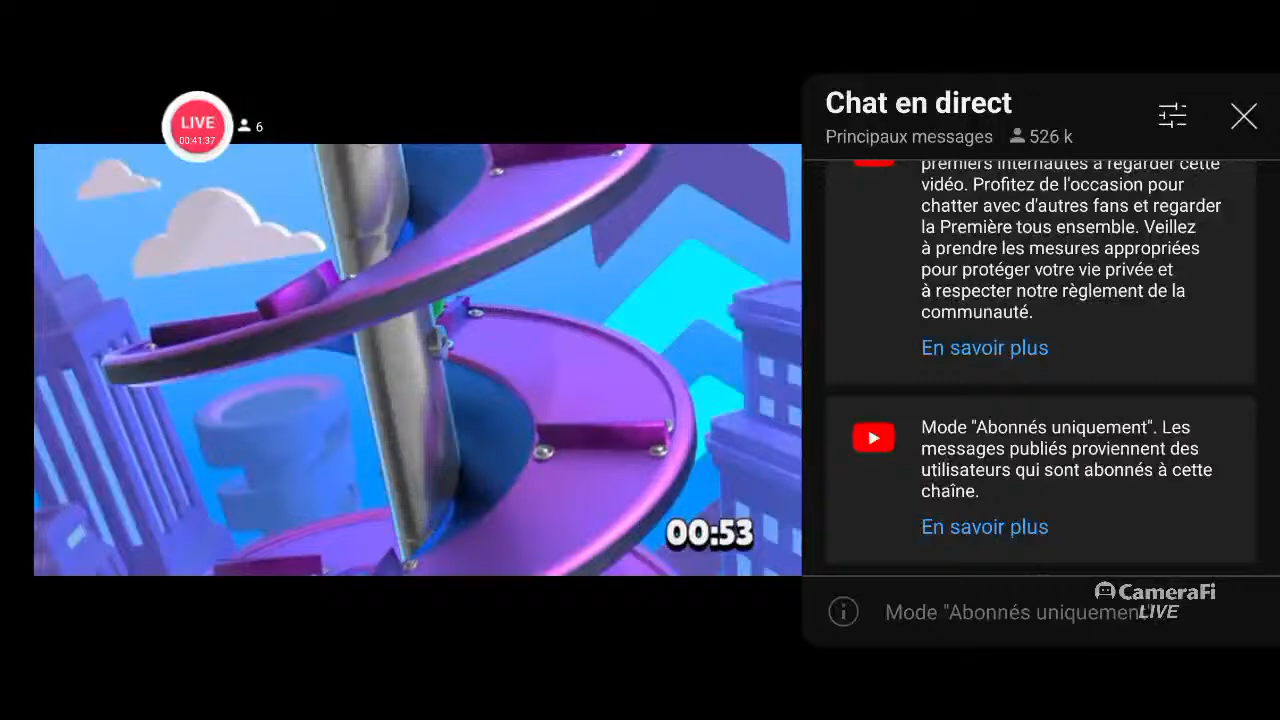 LIVE
00:41:37
6
Chat en direct
Principaux messages 526 k
premiers internautes à regarder cette
vidéo. Profitez de l'occasion pour
chatter avec d'autres fans et regarder
la Première tous ensemble. Veillez
à prendre les mesures appropriées
pour protéger votre vie privée et
à respecter notre règlement de la
communauté.
En savoir plus
Mode "Abonnés uniquement". Les
messages publiés proviennent des
utilisateurs qui sont abonnés à cette
chaîne.
En savoir plus
00:53
CameraFi
LIVE
Mode "Abonnés uniquement"